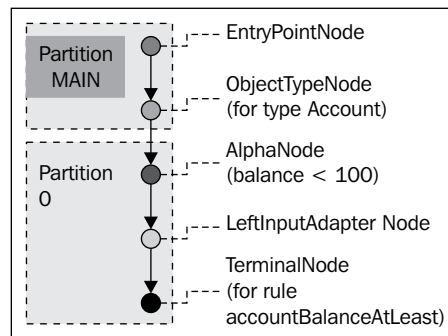 Partition
MAIN
EntryPointNode
ObjectTypeNode
(for type Account)
Partition
0
AlphaNode
(balance < 100)
LeftInputAdapter Node
TerminalNode
(for rule
accountBalanceAtLeast)